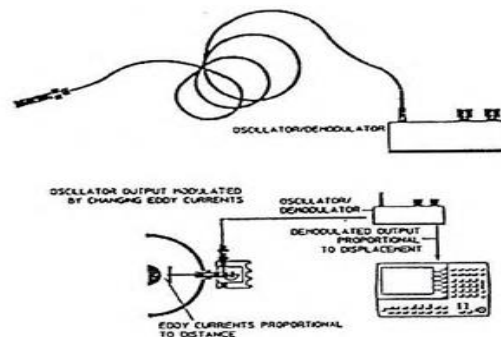 OSCILLATOR/DEMODULATOR
OSCILLATOR OUTPUT MODULATED
BY CHANGING EDDY CURRENTS
OSCILLATOR/
DEMODULATOR
DEMODULATED OUTPUT
PROPORTIONAL
TO DISPLACEMENT
EDDY CURRENTS PROPORTIONAL
TO DISTANCE